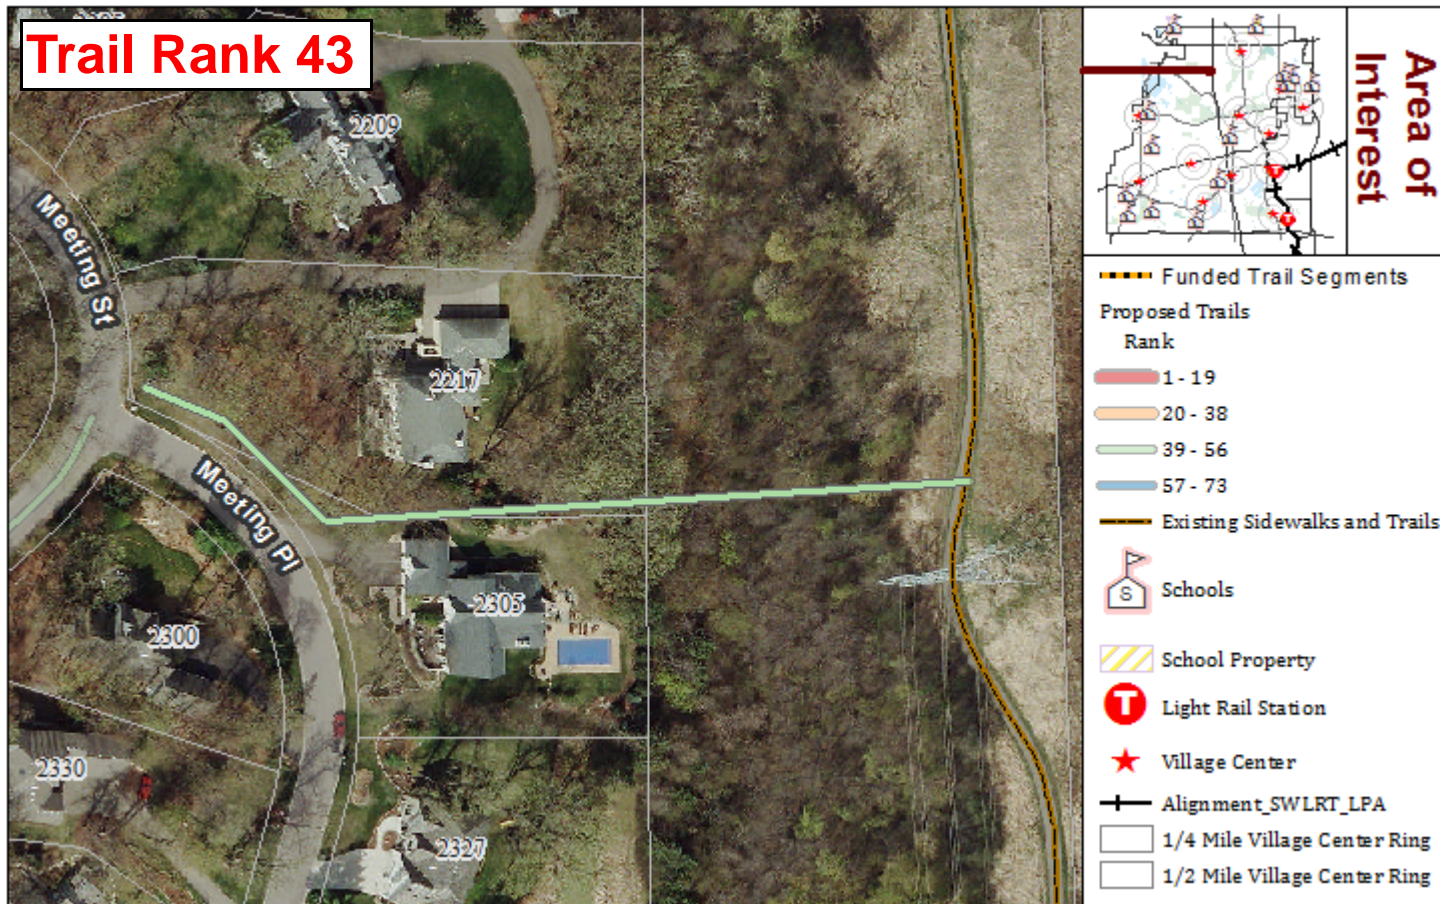 Trail Rank 43
2209
Meeting St
2217
Meeting Pl
2305
2300
2330
2327
Area of
Interest
T
T
Funded Trail Segments
Proposed Trails
Rank
1 - 19
20 - 38
39 - 56
57 - 73
Existing Sidewalks and Trails
S
Schools
School Property
T
Light Rail Station
Village Center
Alignment_SWLRT_LPA
1/4 Mile Village Center Ring
1/2 Mile Village Center Ring